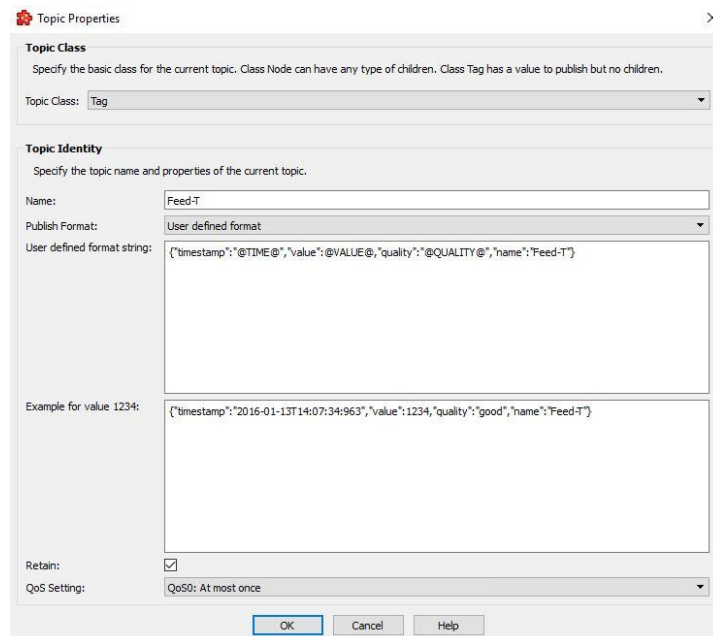 Topic Properties
Topic Class
Specify the basic class for the current topic. Class Node can have any type of children. Class Tag has a value to publish but no children.
Topic Class: Tag
Topic Identity
Specify the topic name and properties of the current topic.
Name: Feed-T
Publish Format: User defined format
User defined format string: {"timestamp":"@TIME@","value":@VALUE@,"quality":"@QUALITY@","name":"Feed-T"}
Example for value 1234: {"timestamp":"2016-01-13T14:07:34:963","value":1234,"quality":"good","name":"Feed-T"}
Retain:
QoS Setting: QoS0: At most once
OK Cancel Help